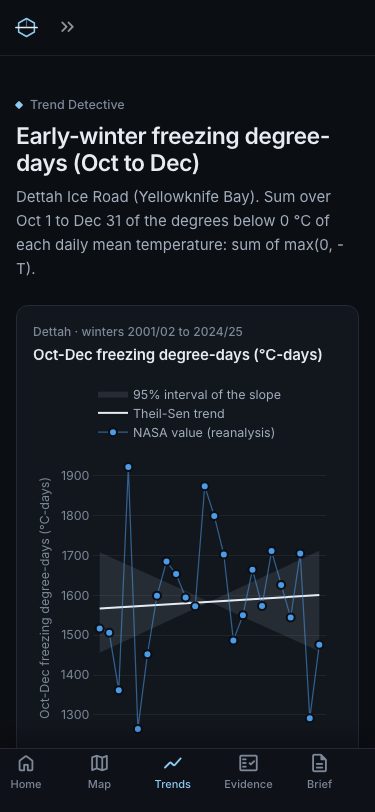 Trend Detective
Early-winter freezing degree-
days (Oct to Dec)
Dettah Ice Road (Yellowknife Bay). Sum over
Oct 1 to Dec 31 of the degrees below 0 °C of
each daily mean temperature: sum of max(0, -
T).
Dettah · winters 2001/02 to 2024/25
Oct-Dec freezing degree-days (°C-days)
95% interval of the slope
Theil-Sen trend
NASA value (reanalysis)
Oct-Dec freezing degree-days (°C-days)
1900
1800
1700
1600
1500
1400
1300
Home
Map
Trends
Evidence
Brief